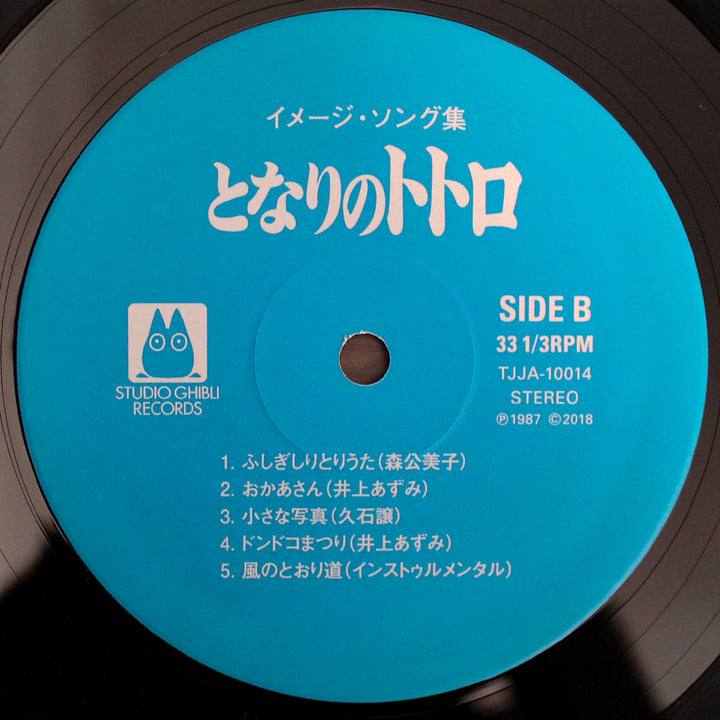 イメージ・ソング集
となりのトトロ
STUDIO GHIBLI
RECORDS
SIDE B
33 1/3RPM
TJJA-10014
STEREO
Ⓟ1987 ©2018
1. ふしぎしりとりうた(森公美子)
2. おかあさん(井上あずみ)
3. 小さな写真(久石譲)
4. ドンドコまつり(井上あずみ)
5. 風のとおり道(インストゥルメンタル)